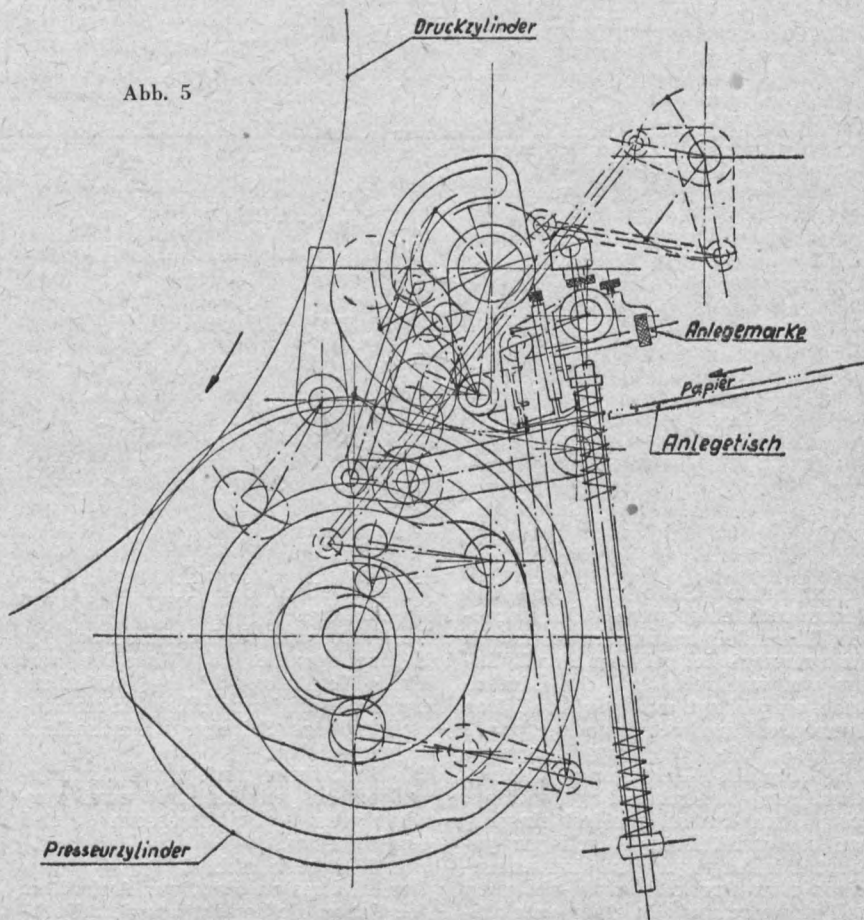 Druckzylinder
Abb. 5
Anlegemarke
Papier
Anlegetisch
Presseurzylinder